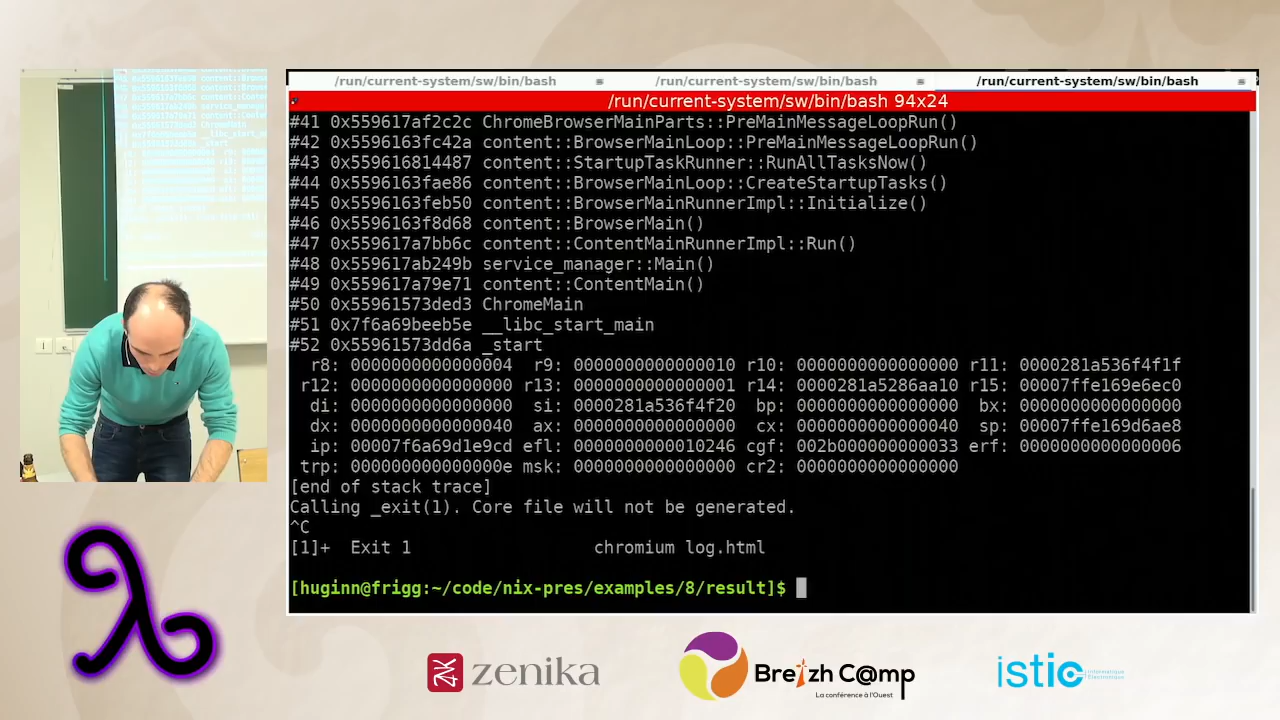 /run/current-system/sw/bin/bash
/run/current-system/sw/bin/bash
/run/current-system/sw/bin/bash
/run/current-system/sw/bin/bash 94x24
#41 0x559617af2c2c ChromeBrowserMainParts::PreMainMessageLoopRun()
#42 0x5596163fc42a content::BrowserMainLoop::PreMainMessageLoopRun()
#43 0x559616814487 content::StartupTaskRunner::RunAllTasksNow()
#44 0x5596163fae86 content::BrowserMainLoop::CreateStartupTasks()
#45 0x5596163feb50 content::BrowserMainRunnerImpl::Initialize()
#46 0x5596163f8d68 content::BrowserMain()
#47 0x559617a7bb6c content::ContentMainRunnerImpl::Run()
#48 0x559617ab249b service_manager::Main()
#49 0x559617a79e71 content::ContentMain()
#50 0x55961573ded3 ChromeMain
#51 0x7f6a69beeb5e __libc_start_main
#52 0x55961573dd6a _start
r8: 0000000000000004 r9: 0000000000000010 r10: 0000000000000000 r11: 0000281a536f4f1f
r12: 0000000000000000 r13: 0000000000000001 r14: 0000281a5286aa10 r15: 00007ffe169e6ec0
di: 0000000000000000 si: 0000281a536f4f20 bp: 0000000000000000 bx: 0000000000000000
dx: 0000000000000040 ax: 0000000000000000 cx: 0000000000000040 sp: 00007ffe169d6ae8
ip: 00007f6a69d1e9cd efl: 0000000000010246 cgf: 002b000000000033 erf: 0000000000000006
trp: 000000000000000e msk: 0000000000000000 cr2: 0000000000000000
[end of stack trace]
Calling _exit(1). Core file will not be generated.
^C
[1]+ Exit 1 chromium log.html
[huginn@frigg:~/code/nix-pres/examples/8/result]$
zenika
Breizh C@mp
La conférence à l'Ouest
istic